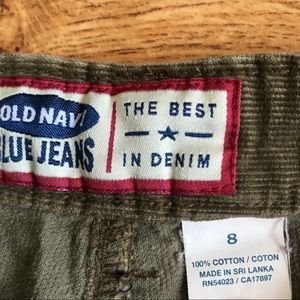 OLD NAVY
BLUE JEANS
THE BEST
IN DENIM
8
100% COTTON / COTON
MADE IN SRI LANKA
RN54023 / CA17897